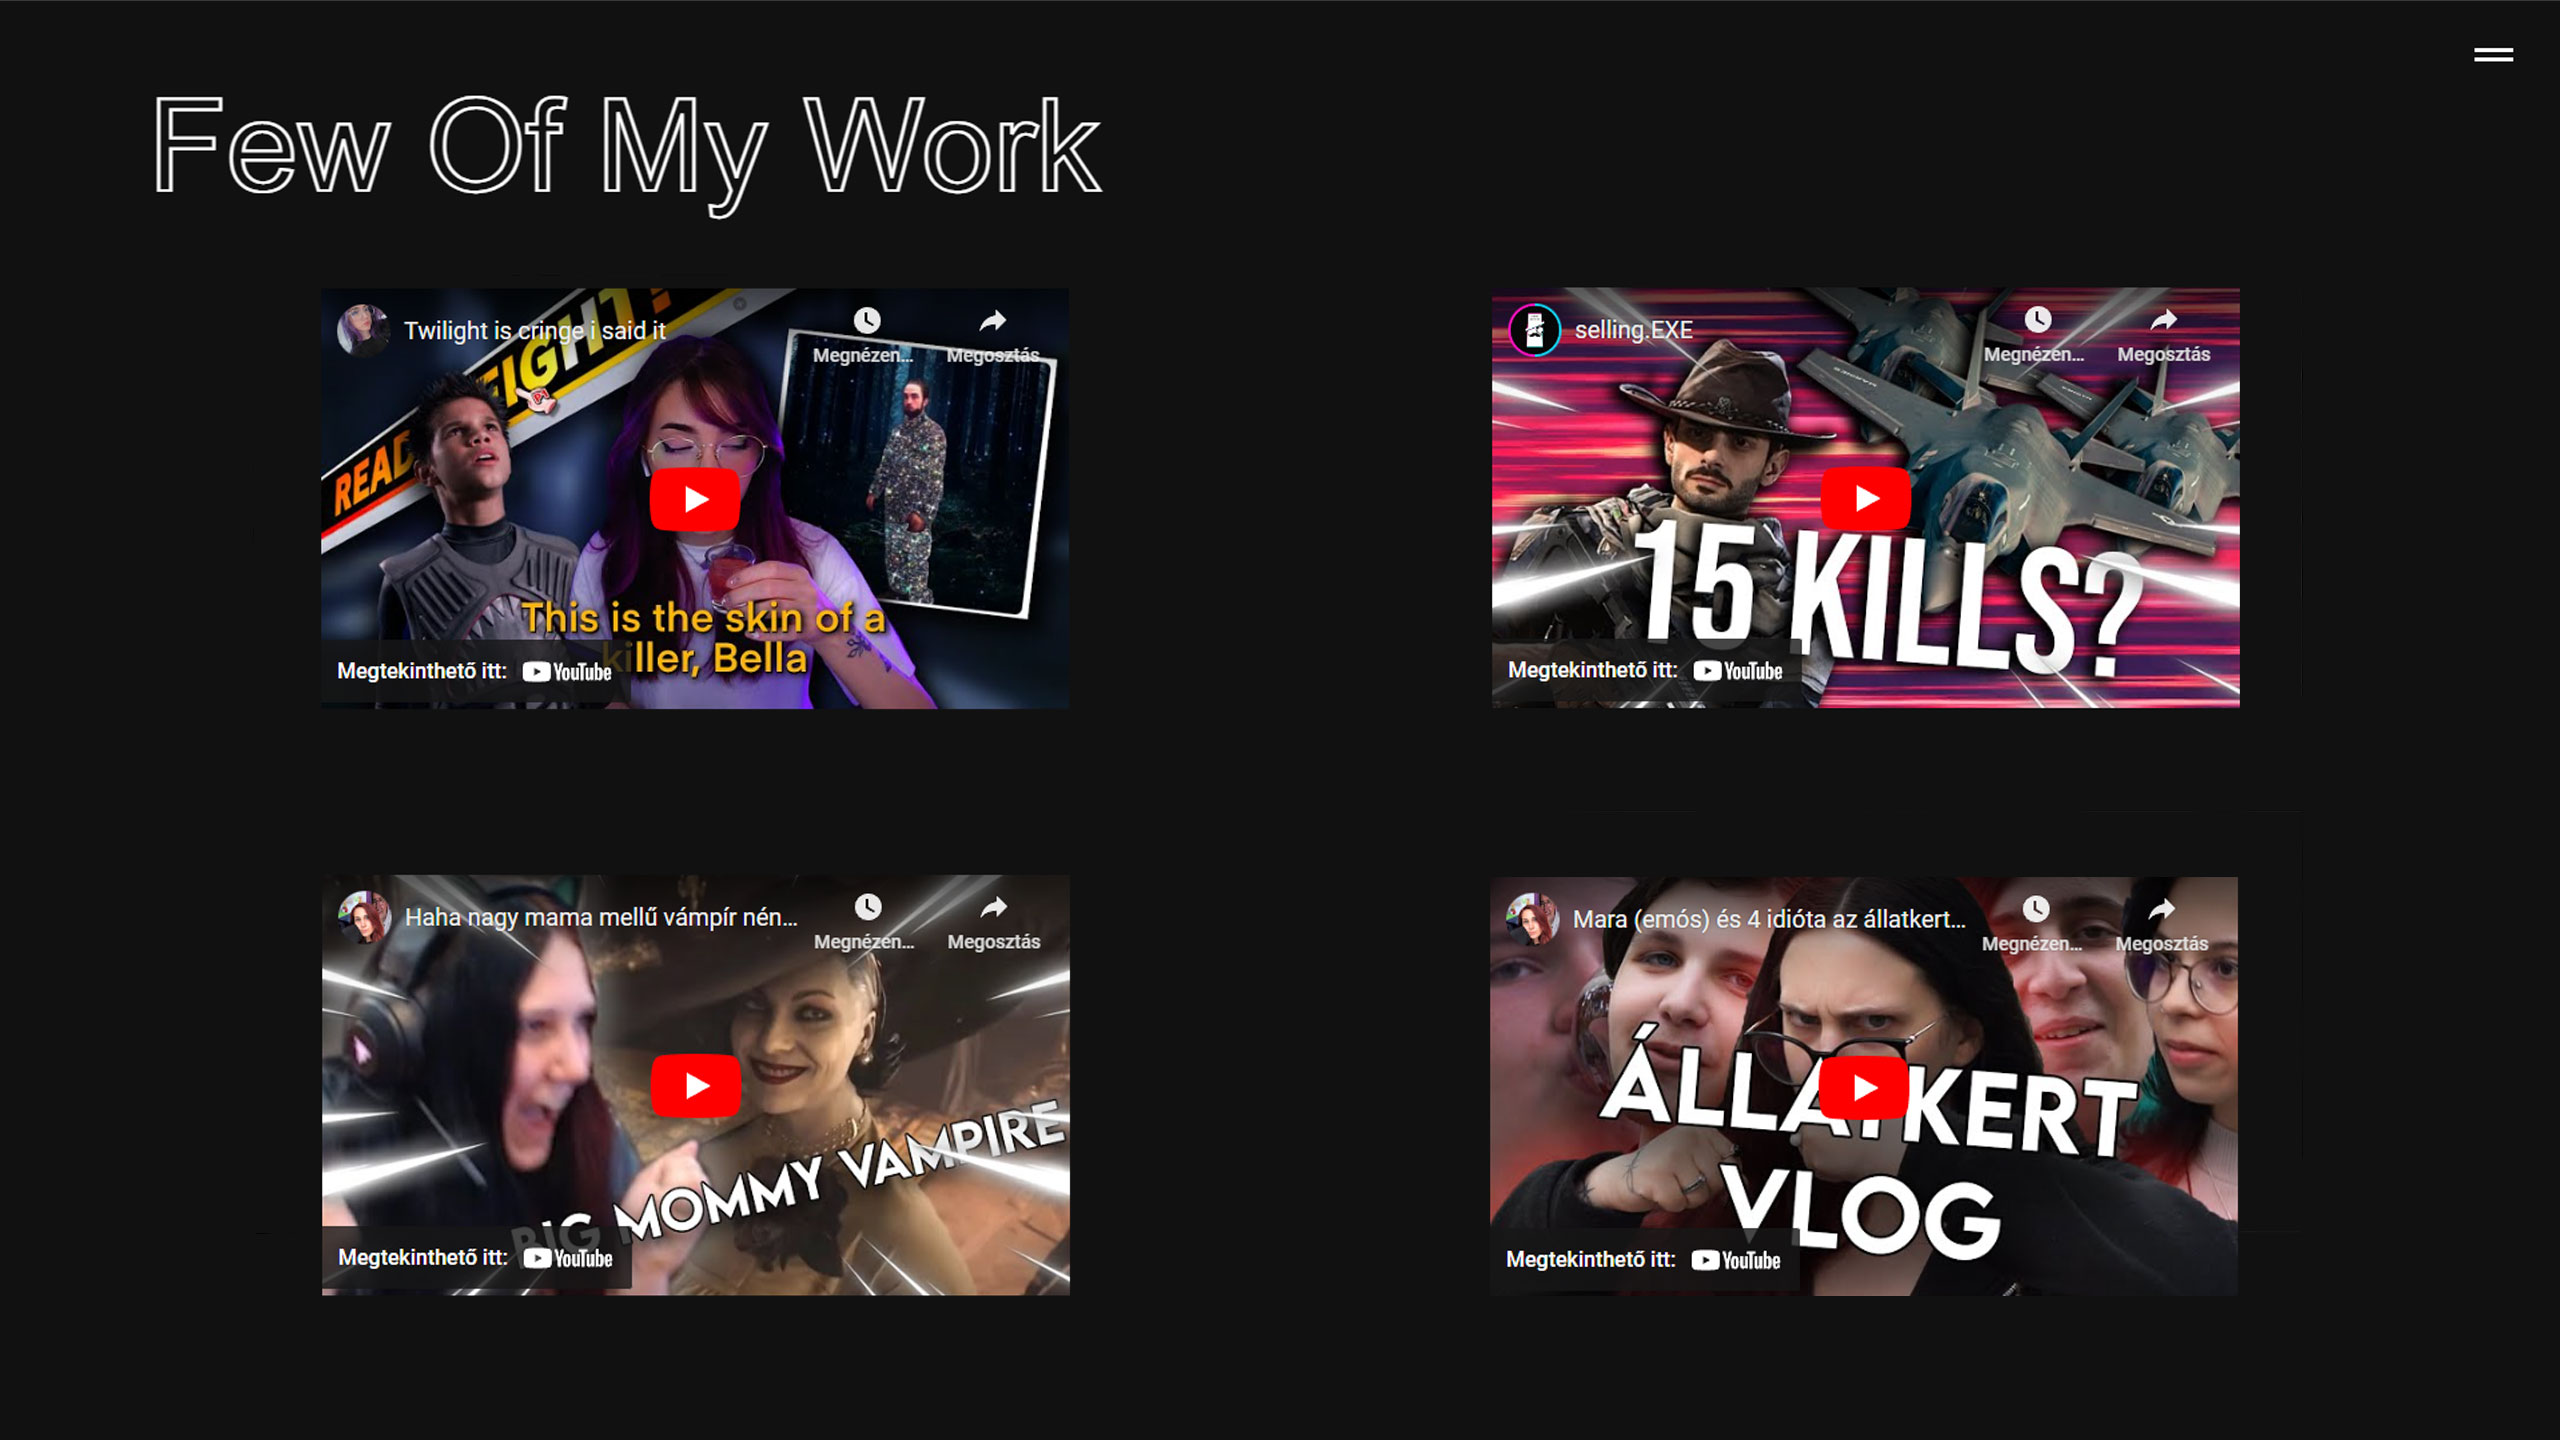 Few Of My Work
Twilight is cringe i said it
Megnézen...
Megosztás
READ
EIGHT!
This is the skin of a
killer, Bella
Megtekinthető itt: YouTube
selling.EXE
Megnézen...
Megosztás
MARINES
15 KILLS?
Megtekinthető itt: YouTube
Haha nagy mama mellű vámpír nén...
Megnézen...
Megosztás
BIG MOMMY VAMPIRE
Megtekinthető itt: YouTube
Mara (emós) és 4 idióta az állatkert...
Megnézen...
Megosztás
ÁLLATKERT
VLOG
Megtekinthető itt: YouTube